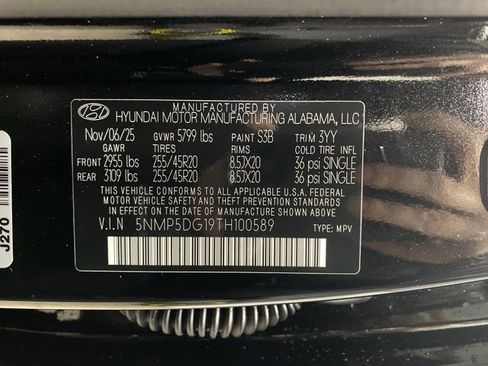 MANUFACTURED BY
HYUNDAI MOTOR MANUFACTURING ALABAMA, LLC
Nov/06/25 GVWR 5799 lbs PAINT S3B TRIM 3YY
GAWR TIRES RIMS COLD TIRE INFL
FRONT 2955 lbs 255/45R20 8.5JX20 36 psi SINGLE
REAR 3109 lbs 255/45R20 8.5JX20 36 psi SINGLE
THIS VEHICLE CONFORMS TO ALL APPLICABLE U.S.A. FEDERAL
MOTOR VEHICLE SAFETY AND THEFT PREVENTION STANDARDS
IN EFFECT ON THE DATE OF MANUFACTURE SHOWN ABOVE.
V.I.N 5NMP5DG19TH100589 TYPE: MPV
J270